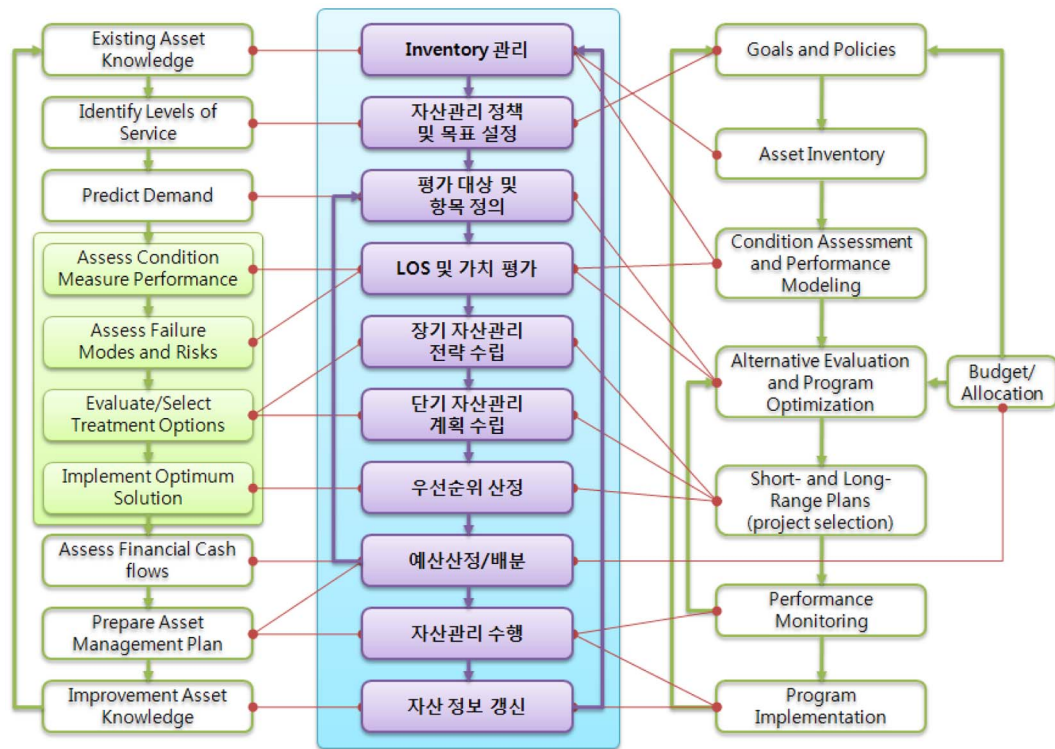 Existing Asset
Knowledge
Identify Levels of
Service
Predict Demand
Assess Condition
Measure Performance
Assess Failure
Modes and Risks
Evaluate/Select
Treatment Options
Implement Optimum
Solution
Assess Financial Cash
flows
Prepare Asset
Management Plan
Improvement Asset
Knowledge
Inventory 관리
자산관리 정책
및 목표 설정
평가 대상 및
항목 정의
LOS 및 가치 평가
장기 자산관리
전략 수립
단기 자산관리
계획 수립
우선순위 산정
예산산정/배분
자산관리 수행
자산 정보 갱신
Goals and Policies
Asset Inventory
Condition Assessment
and Performance
Modeling
Alternative Evaluation
and Program
Optimization
Short- and Long-
Range Plans
(project selection)
Performance
Monitoring
Program
Implementation
Budget/
Allocation